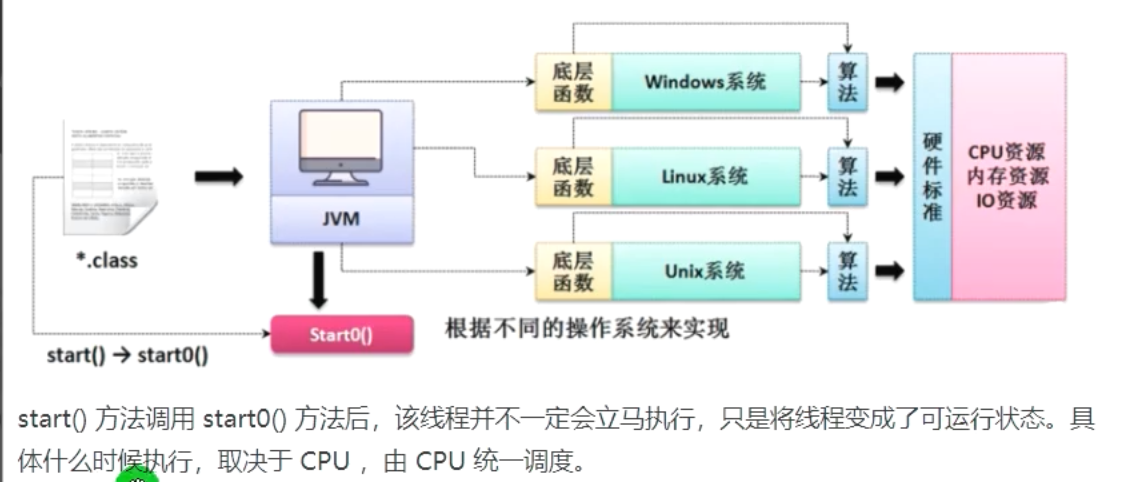 底层函数
Windows系统
算法
底层函数
Linux系统
算法
底层函数
Unix系统
算法
硬件标准
CPU资源
内存资源
IO资源
JVM
*.class
Start0()
根据不同的操作系统来实现
start() → start0()
start() 方法调用 start0() 方法后，该线程并不一定会立马执行，只是将线程变成了可运行状态。具
体什么时候执行，取决于 CPU ，由 CPU 统一调度。